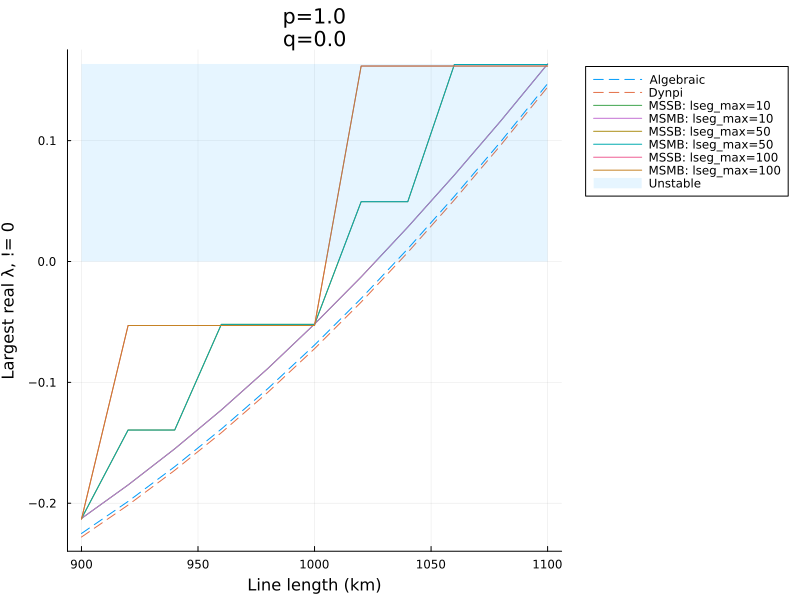 p=1.0
q=0.0
Largest real λ, != 0
0.1
0.0
−0.1
−0.2
900
950
1000
1050
1100
Line length (km)
Algebraic
Dynpi
MSSB: lseg_max=10
MSMB: lseg_max=10
MSSB: lseg_max=50
MSMB: lseg_max=50
MSSB: lseg_max=100
MSMB: lseg_max=100
Unstable